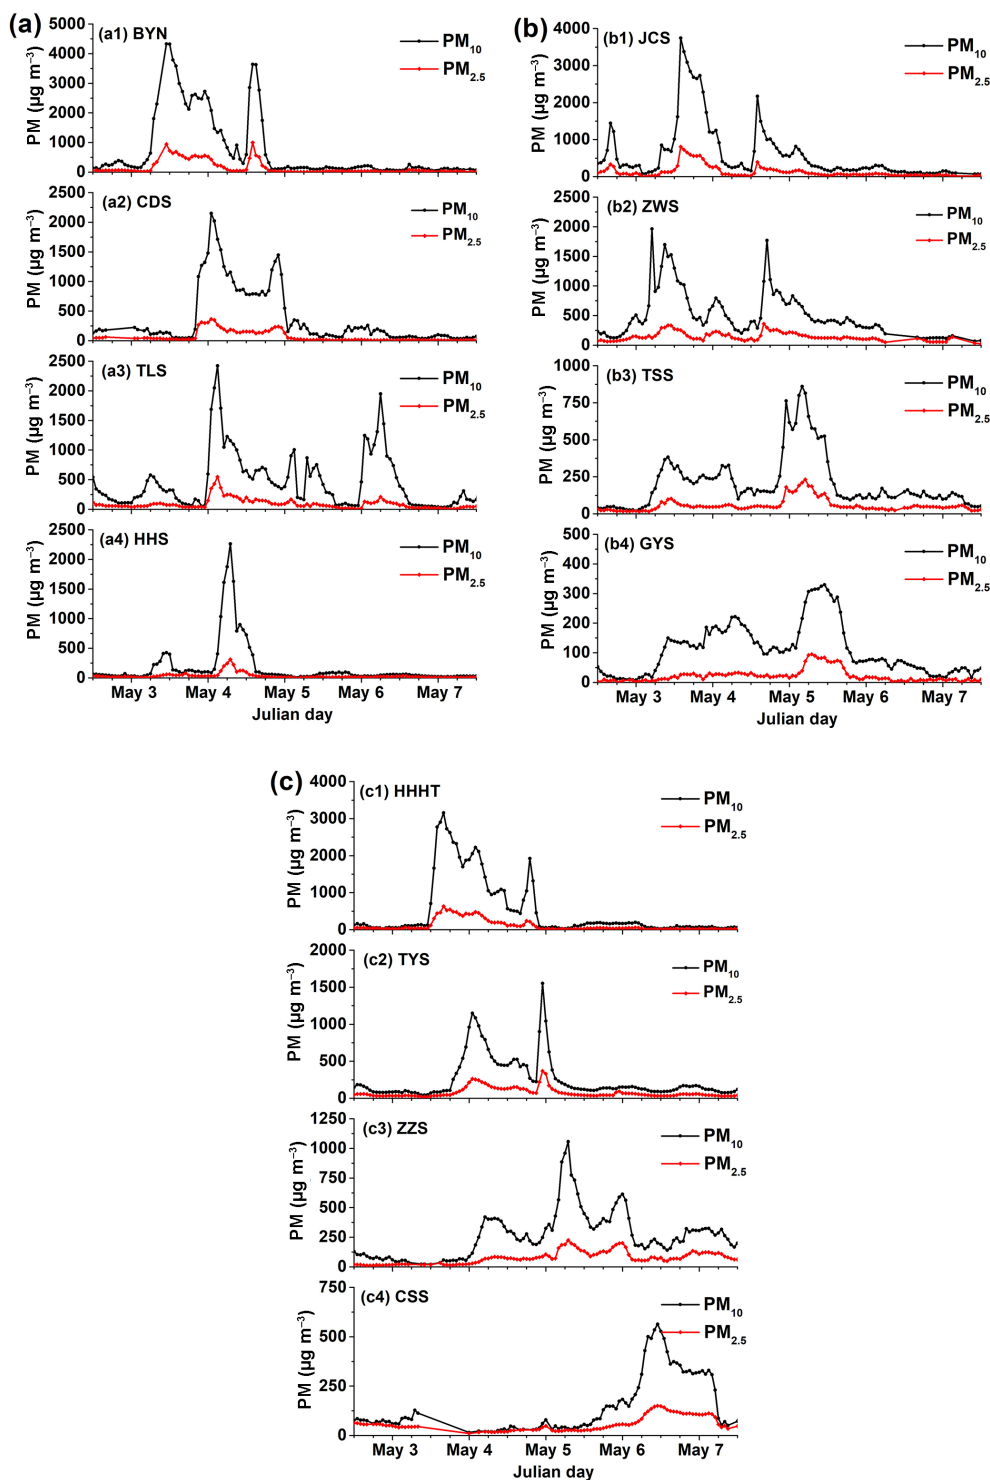 (a)
(a1) BYN
PM10
PM2.5
PM (µg m−3)
5000
4000
3000
2000
1000
0
(a2) CDS
PM10
PM2.5
PM (µg m−3)
2500
2000
1500
1000
500
0
(a3) TLS
PM10
PM2.5
PM (µg m−3)
2500
2000
1500
1000
500
0
(a4) HHS
PM10
PM2.5
PM (µg m−3)
2500
2000
1500
1000
500
0
May 3 May 4 May 5 May 6 May 7
Julian day
(b)
(b1) JCS
PM10
PM2.5
PM (µg m−3)
4000
3000
2000
1000
0
(b2) ZWS
PM10
PM2.5
PM (µg m−3)
2500
2000
1500
1000
500
0
(b3) TSS
PM10
PM2.5
PM (µg m−3)
1000
750
500
250
0
(b4) GYS
PM10
PM2.5
PM (µg m−3)
500
400
300
200
100
0
May 3 May 4 May 5 May 6 May 7
Julian day
(c)
(c1) HHHT
PM10
PM2.5
PM (µg m−3)
4000
3000
2000
1000
0
(c2) TYS
PM10
PM2.5
PM (µg m−3)
2000
1500
1000
500
0
(c3) ZZS
PM10
PM2.5
PM (µg m−3)
1250
1000
750
500
250
0
(c4) CSS
PM10
PM2.5
PM (µg m−3)
750
500
250
0
May 3 May 4 May 5 May 6 May 7
Julian day